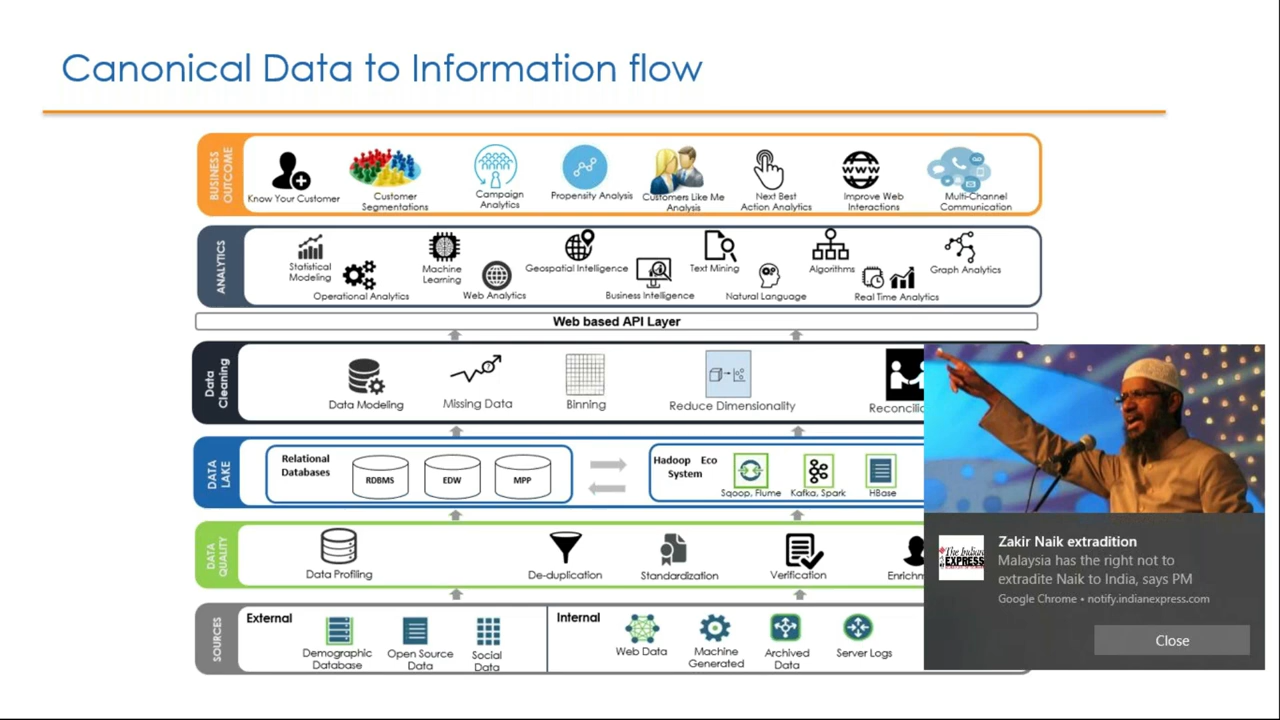 Canonical Data to Information flow
BUSINESS
OUTCOME
Know Your Customer
Customer
Segmentations
Campaign
Analytics
Propensity Analysis
Customers Like Me
Analysis
Next Best
Action Analytics
WWW
Improve Web
Interactions
Multi-Channel
Communication
ANALYTICS
Statistical
Modeling
Operational Analytics
Machine
Learning
Web Analytics
Geospatial Intelligence
Business Intelligence
Text Mining
Natural Language
Algorithms
Real Time Analytics
Graph Analytics
Web based API Layer
Data
Cleaning
Data Modeling
Missing Data
Binning
Reduce Dimensionality
Reconcilia
DATA
LAKE
Relational
Databases
RDBMS
EDW
MPP
Hadoop Eco
System
Sqoop, Flume
Kafka, Spark
HBase
DATA
QUALITY
Data Profiling
De-duplication
Standardization
Verification
Enrichm
SOURCES
External
Demographic
Database
Open Source
Data
Social
Data
Internal
Web Data
Machine
Generated
Archived
Data
Server Logs
The Indian
EXPRESS
Zakir Naik extradition
Malaysia has the right not to
extradite Naik to India, says PM
Google Chrome • notify.indianexpress.com
Close